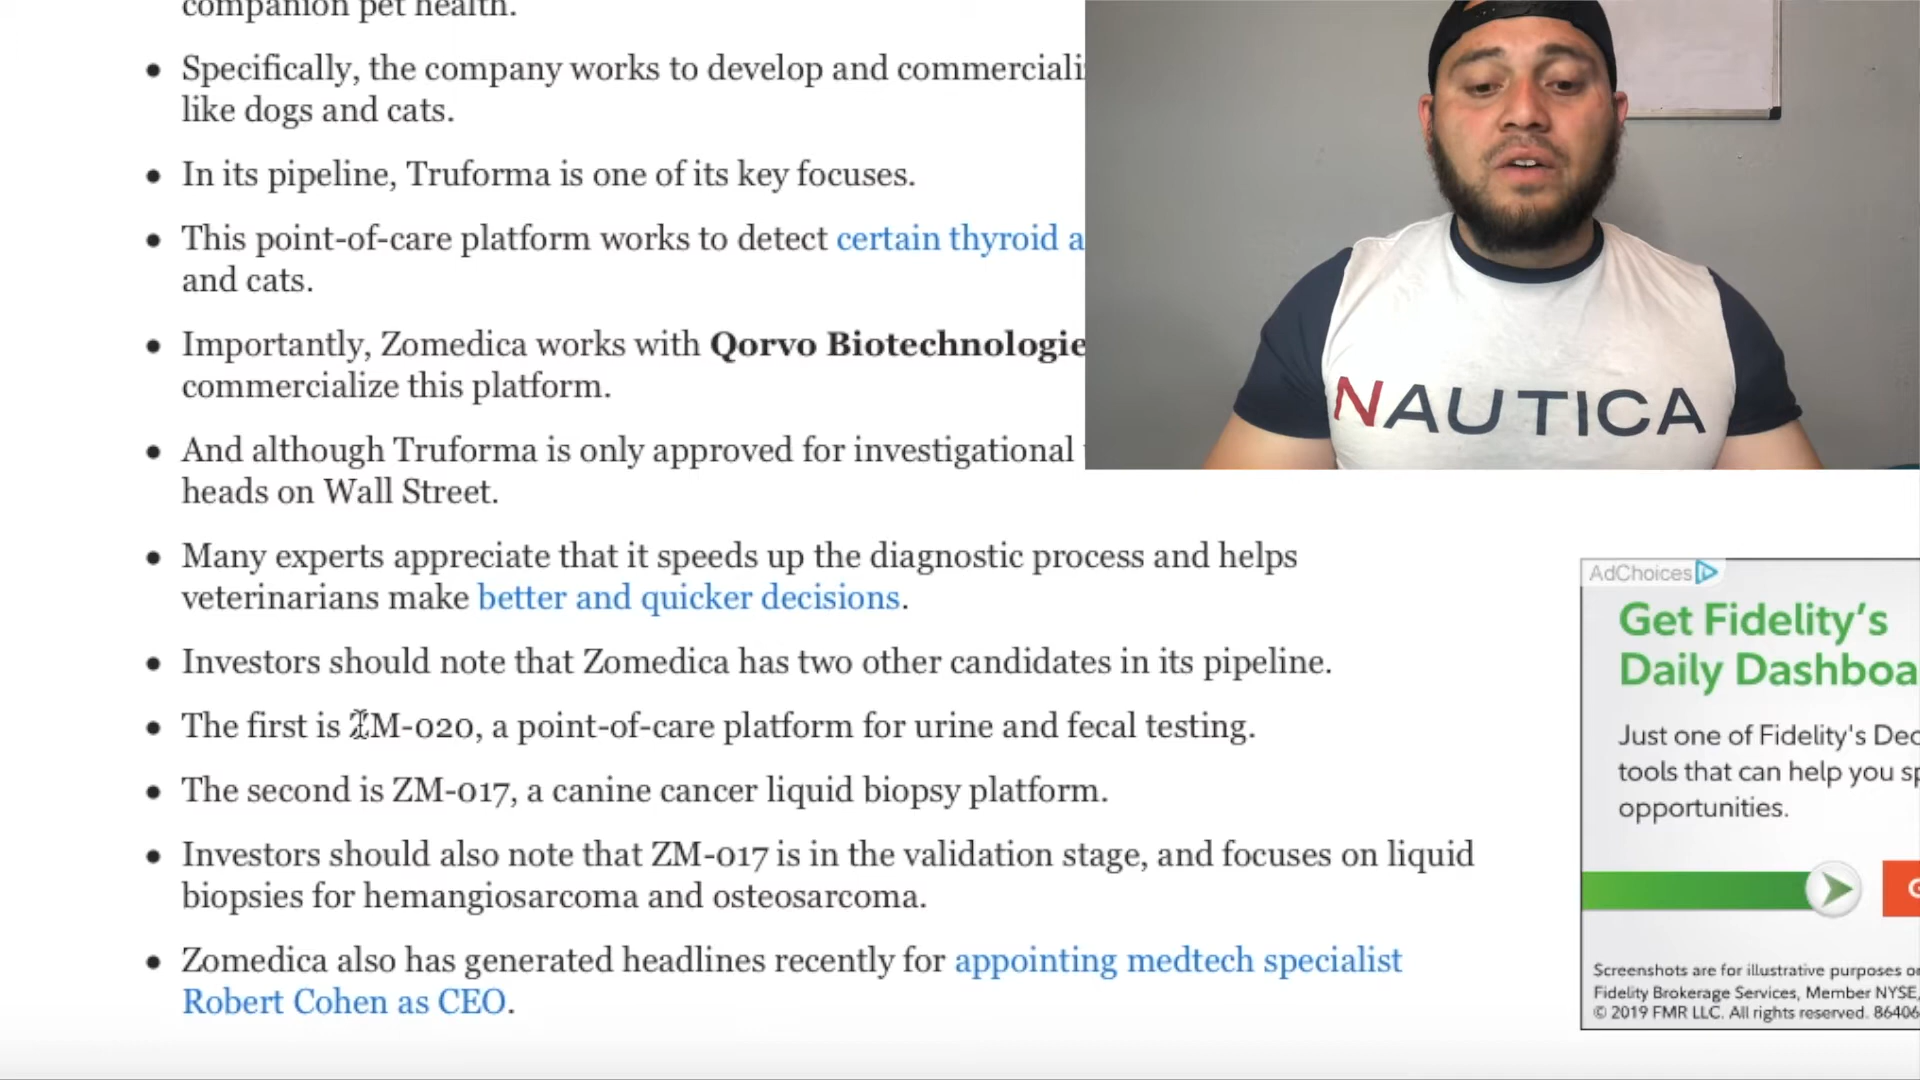 companion pet health.
Specifically, the company works to develop and
like dogs and cats.
In its pipeline, Truforma is one of its key focuses.
This point-of-care platform works to detect certain thyroid
and cats.
Importantly, Zomedica works with Qorvo
commercialize this platform.
And although Truforma is only approved for investigational
heads on Wall Street.
Many experts appreciate that it speeds up the diagnostic process and helps
veterinarians make better and quicker decisions.
Investors should note that Zomedica has two other candidates in its pipeline.
The first is ZM-020, a point-of-care platform for urine and fecal testing.
The second is ZM-017, a canine cancer liquid biopsy platform.
Investors should also note that ZM-017 is in the validation stage, and focuses on liquid
biopsies for hemangiosarcoma and osteosarcoma.
Zomedica also has generated headlines recently for appointing medtech specialist
Robert Cohen as CEO.
NAUTICA
AdChoices
Get Fidelity's
Daily
Just one of Fidelity's
tools that can help you
opportunities.
Screenshots are for illustrative purposes
Fidelity Brokerage Services, Member NYSE,
© 2019 FMR LLC. All rights reserved.